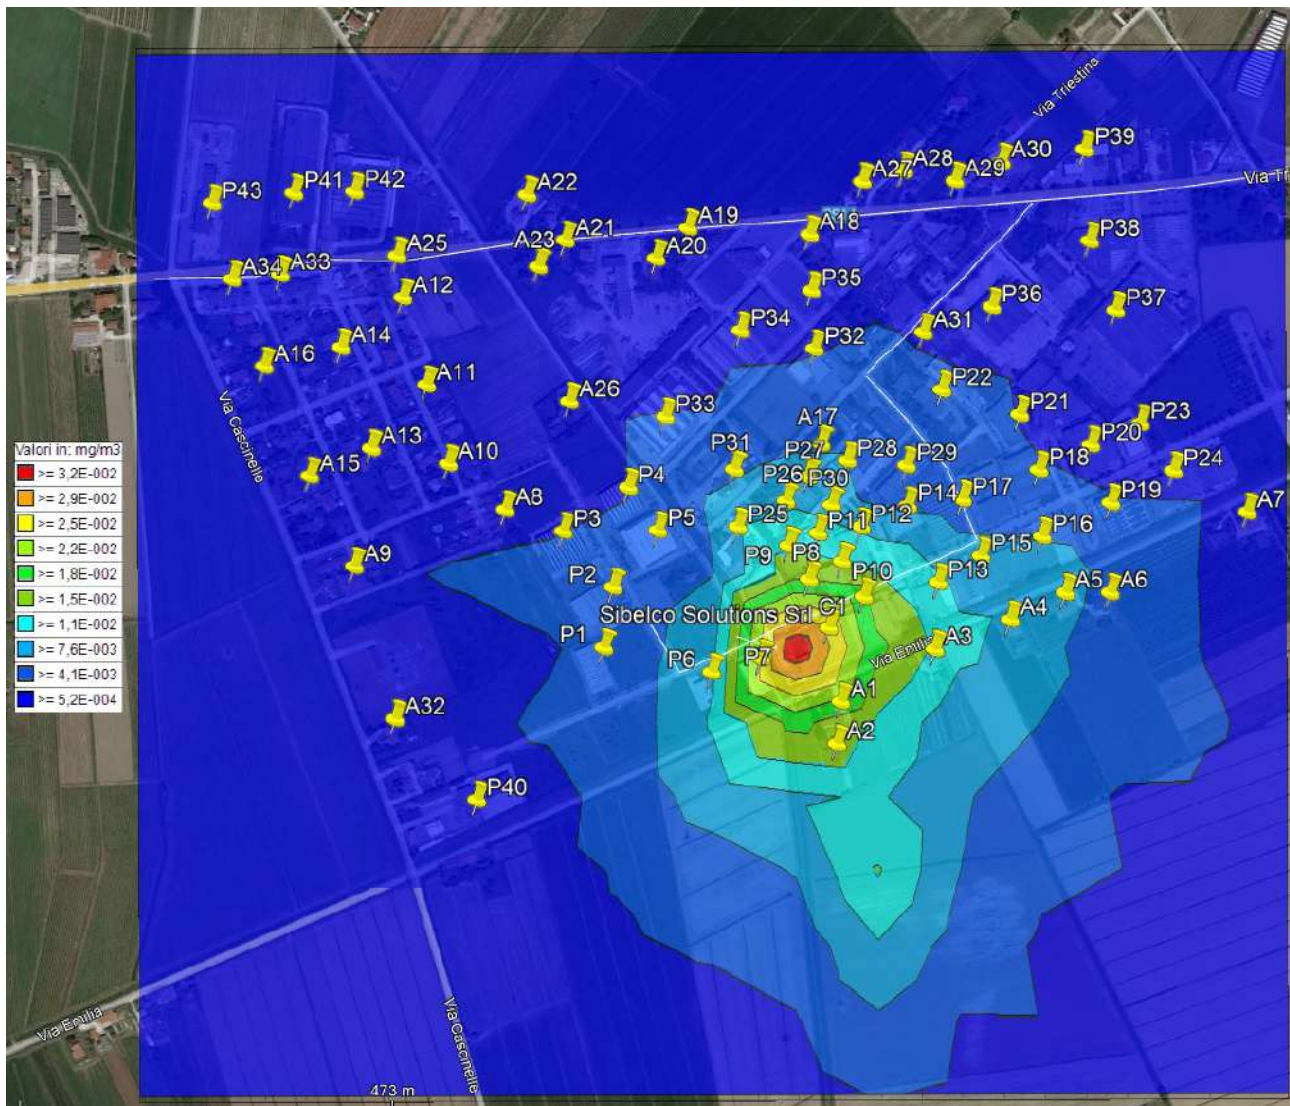 Via Triestina
P39
A30
A28
A29
A27
Via Tr
P43
P41
P42
A22
A19
A18
A21
A23
A20
A25
A34
A33
A12
P38
P35
P36
P37
P34
A31
P32
A14
A16
A11
A26
P33
P22
P21
P23
P20
A17
P28
P29
P27
P31
P18
P24
Via Cascinelle
A13
A15
A10
P4
P26
P30
P14
P17
P19
A7
A8
P3
P5
P25
P11
P12
P16
P15
Valori in: mg/m3
>= 3,2E-002
>= 2,9E-002
>= 2,5E-002
>= 2,2E-002
>= 1,8E-002
>= 1,5E-002
>= 1,1E-002
>= 7,6E-003
>= 4,1E-003
>= 5,2E-004
A9
P2
P9
P8
P10
P13
A5
A6
Sibelco Solutions Srl
C1
A4
P1
P6
P7
Via Emilia
A3
A1
A2
A32
P40
Via Emilia
Via Cascinelle
473 m